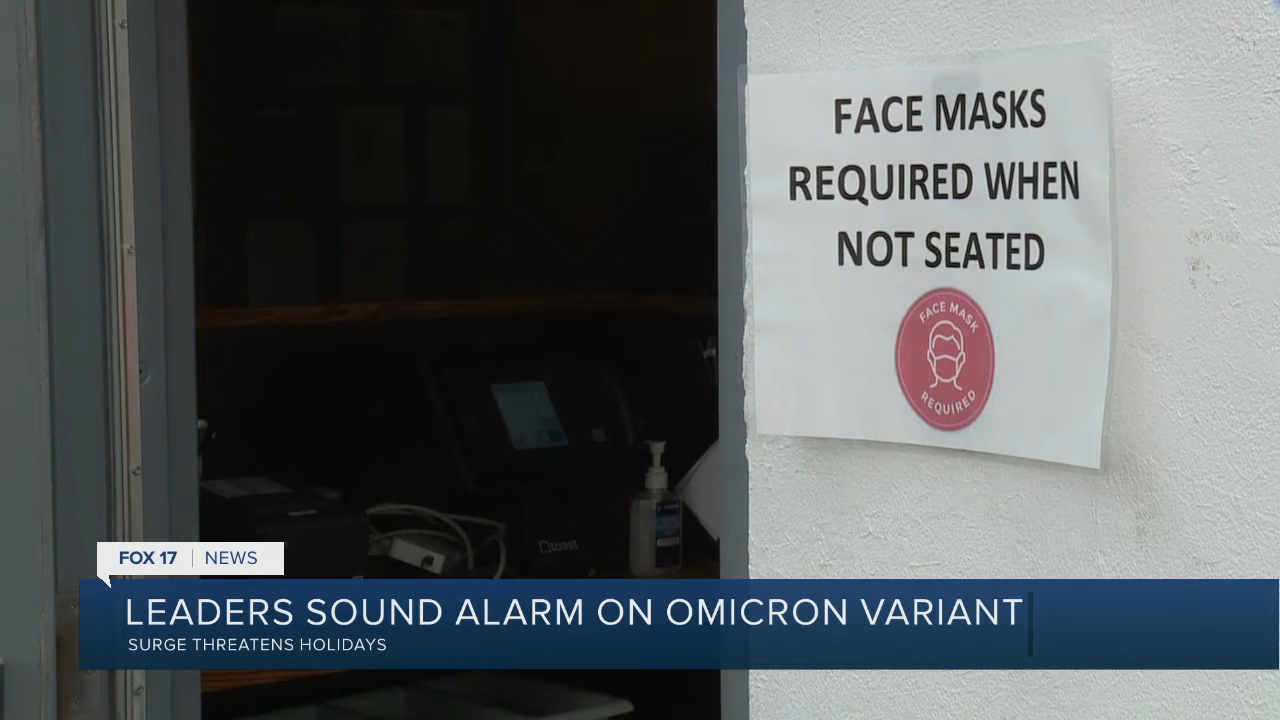 FACE MASKS
REQUIRED WHEN
NOT SEATED
FACE MASK
REQUIRED
toast
FOX 17 | NEWS
LEADERS SOUND ALARM ON OMICRON VARIANT
SURGE THREATENS HOLIDAYS